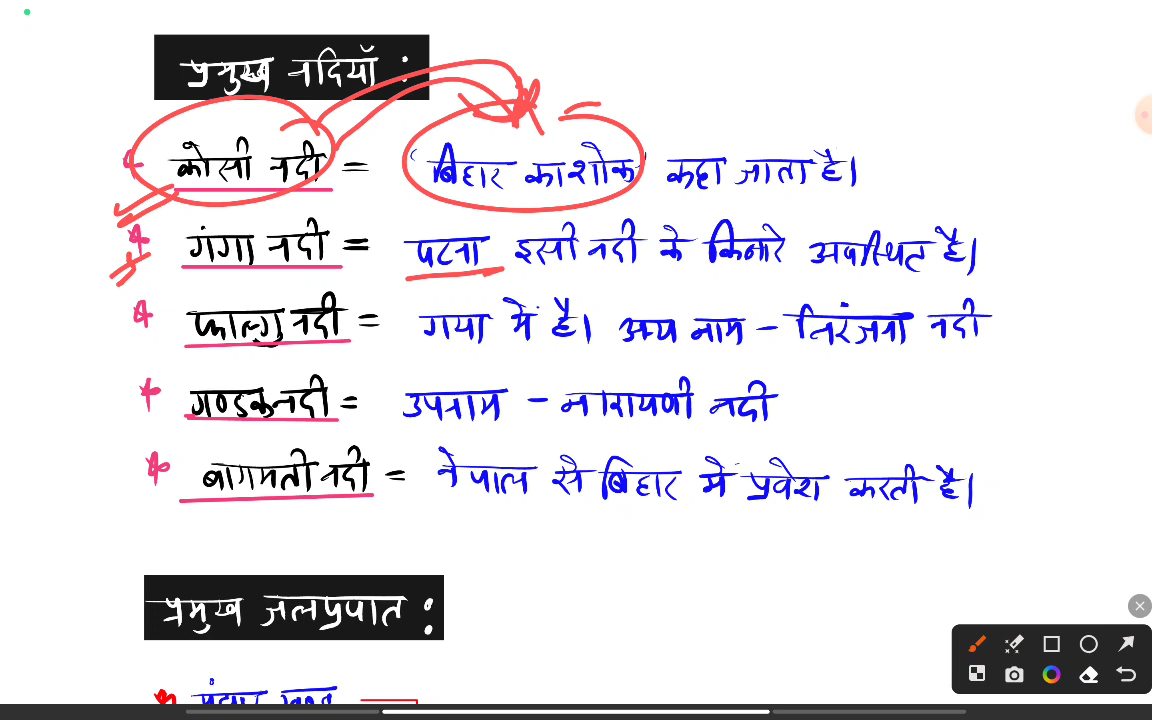 प्रमुख नदियाँ :
* कोसी नदी = 'बिहार का शोक' कहा जाता है।
* गंगा नदी = पटना इसी नदी के किनारे अवस्थित है।
* फाल्गु नदी = गया में है। अन्य नाम - निरंजना नदी
* गण्डक नदी = उपनाम - नारायणी नदी
* बागमती नदी = नेपाल से बिहार में प्रवेश करती है।
प्रमुख जलप्रपात :